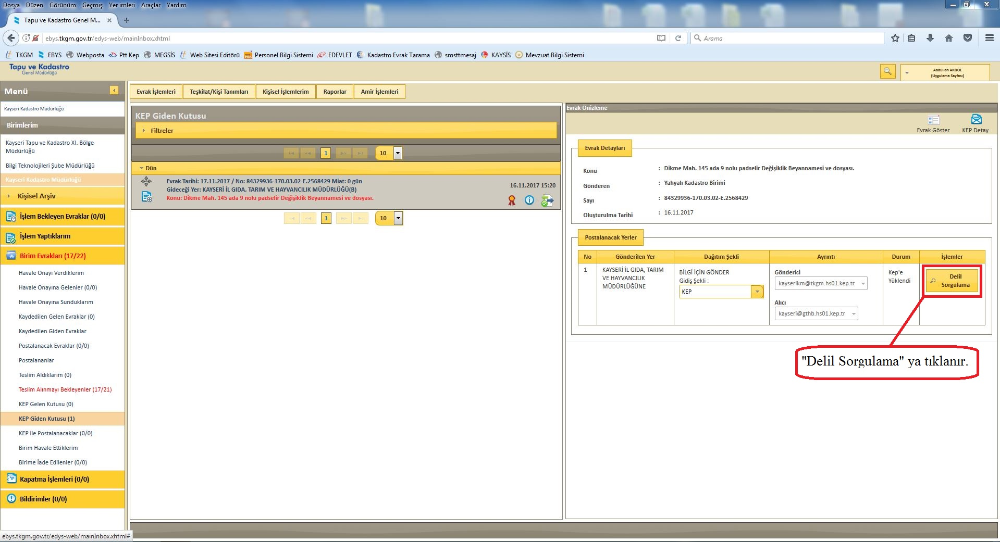 Dosya Düzen Görünüm Geçmiş Yer imleri Araçlar Yardım
Tapu ve Kadastro Genel M...
ebys.tkgm.gov.tr/edys-web/mainInbox.xhtml
Arama
TKGM EBYS Webposta Ptt Kep MEGSİS Web Sitesi Editörü Personel Bilgi Sistemi EDEVLET Kadastro Evrak Tarama smsttmesaj KAYSİS Mevzuat Bilgi Sistemi
Tapu ve Kadastro
Genel Müdürlüğü
Abdullah AKDÖL
(Uygulama Sayfası)
Menü
Kayseri Kadastro Müdürlüğü
Birimlerim
Kayseri Tapu ve Kadastro XI. Bölge
Müdürlüğü
Bilgi Teknolojileri Şube Müdürlüğü
Kayseri Kadastro Müdürlüğü
Kişisel Arşiv
İşlem Bekleyen Evraklar (0/0)
İşlem Yaptıklarım
Birim Evrakları (17/22)
Havale Onayı Verdiklerim
Havale Onayına Gelenler (0/0)
Havale Onayına Sunduklarım
Kaydedilen Gelen Evraklar (0)
Kaydedilen Giden Evraklar
Postalanacak Evraklar (0/0)
Postalananlar
Teslim Aldıklarım (0)
Teslim Alınmayı Bekleyenler (17/21)
KEP Gelen Kutusu (0)
KEP Giden Kutusu (1)
KEP ile Postalanacaklar (0/0)
Birim Havale Ettiklerim
Birime İade Edilenler (0/0)
Kapatma İşlemleri (0/0)
Bildirimler (0/0)
ebys.tkgm.gov.tr/edys-web/mainInbox.xhtml#
Evrak İşlemleri Teşkilat/Kişi Tanımları Kişisel İşlemlerim Raporlar Amir İşlemleri
KEP Giden Kutusu
Filtreler
1 10
Dün
Evrak Tarihi: 17.11.2017 / No: 84329936-170.03.02-E.2568429 Miat: 0 gün
Gideceği Yer: KAYSERİ İL GIDA, TARIM VE HAYVANCILIK MÜDÜRLÜĞÜ(B)
Konu: Dikme Mah. 145 ada 9 nolu padselir Değişiklik Beyannamesi ve dosyası.
16.11.2017 15:20
1 10
Evrak Önizleme
Evrak Göster KEP Detay
Evrak Detayları
Konu : Dikme Mah. 145 ada 9 nolu padselir Değişiklik Beyannamesi ve dosyası.
Gönderen : Yahyalı Kadastro Birimi
Sayı : 84329936-170.03.02-E.2568429
Oluşturulma Tarihi : 16.11.2017
Postalanacak Yerler
No Gönderilen Yer Dağıtım Şekli Ayrıntı Durum İşlemler
1
KAYSERİ İL GIDA, TARIM
VE HAYVANCILIK
MÜDÜRLÜĞÜNE
BİLGİ İÇİN GÖNDER
Gidiş Şekli :
KEP
Gönderici
kayserikm@tkgm.hs01.kep.tr
Alıcı
kayseri@gthb.hs01.kep.tr
Kep'e
Yüklendi
Delil
Sorgulama
"Delil Sorgulama" ya tıklanır.